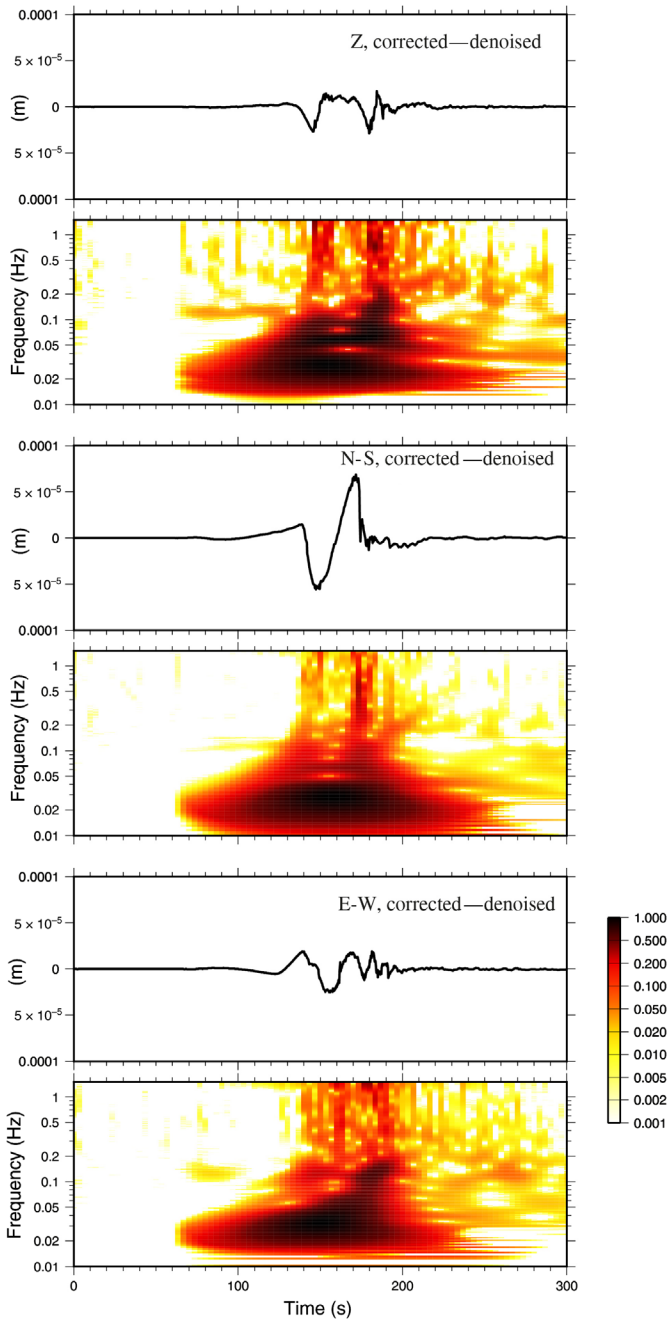 0.0001
Z, corrected—denoised
5 × 10⁻⁵
(m)
0
5 × 10⁻⁵
0.0001
1
0.5
0.2
Frequency (Hz)
0.1
0.05
0.02
0.01
0.0001
N-S, corrected—denoised
5 × 10⁻⁵
(m)
0
5 × 10⁻⁵
0.0001
1
0.5
0.2
Frequency (Hz)
0.1
0.05
0.02
0.01
0.0001
E-W, corrected—denoised
5 × 10⁻⁵
(m)
0
5 × 10⁻⁵
0.0001
1.000
0.500
0.200
0.100
0.050
0.020
0.010
0.005
0.002
0.001
1
0.5
0.2
Frequency (Hz)
0.1
0.05
0.02
0.01
0 100 200 300
Time (s)